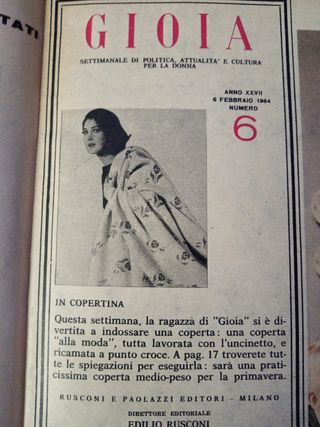 TATI
GIOIA
SETTIMANALE DI POLITICA, ATTUALITA' E CULTURA
PER LA DONNA
ANNO XXVII
6 FEBBRAIO 1964
NUMERO
6
IN COPERTINA
Questa settimana, la ragazza di "Gioia" si è di-
vertita a indossare una coperta: una coperta
"alla moda", tutta lavorata con l'uncinetto, e
ricamata a punto croce. A pag. 17 troverete tut-
te le spiegazioni per eseguirla: sarà una prati-
cissima coperta medio-peso per la primavera.
RUSCONI E PAOLAZZI EDITORI - MILANO
DIRETTORE EDITORIALE
EDILIO RUSCONI